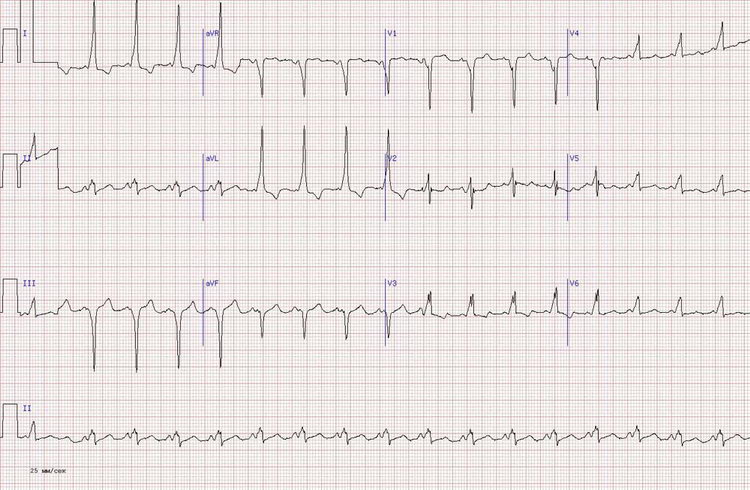 I aVR V1 V4
II aVL V2 V5
III aVF V3 V6
II
25 мм/сек